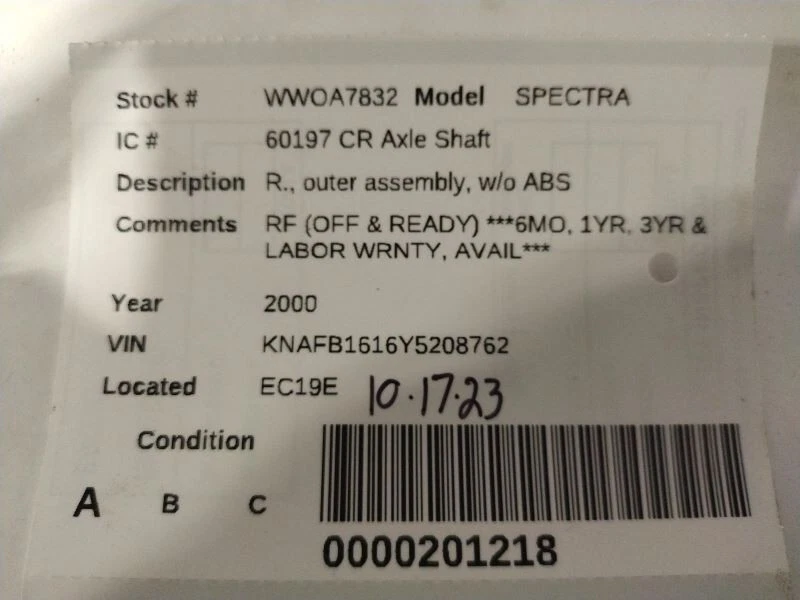 Stock # WWOA7832 Model SPECTRA
IC # 60197 CR Axle Shaft
Description R., outer assembly, w/o ABS
Comments RF (OFF & READY) ***6MO, 1YR, 3YR &
LABOR WRNTY, AVAIL***
Year 2000
VIN KNAFB1616Y5208762
Located EC19E 10.17.23
Condition
A B C
0000201218